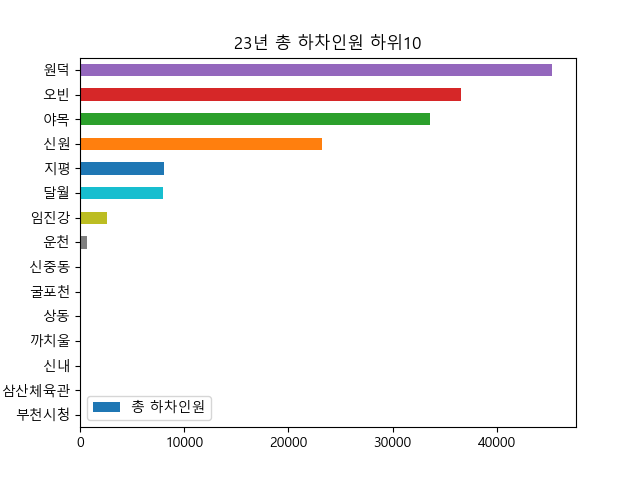 23년 총 하차인원 하위10
원덕
오빈
야목
신원
지평
달월
임진강
운천
신중동
굴포천
상동
까치울
신내
삼산체육관
부천시청
총 하차인원
0 10000 20000 30000 40000